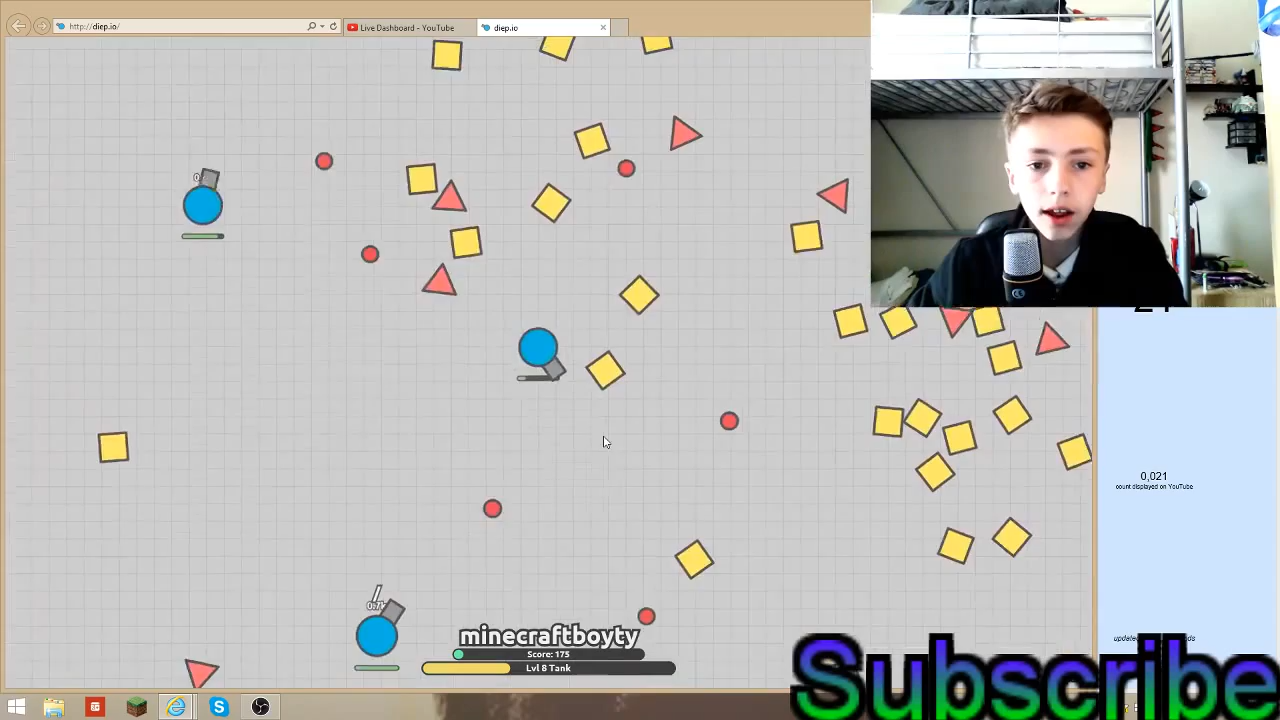 http://diep.io/
Live Dashboard - YouTube
diep.io
0,021
count displayed on YouTube
minecraftboyty
Score: 175
Lvl 8 Tank
Subscribe